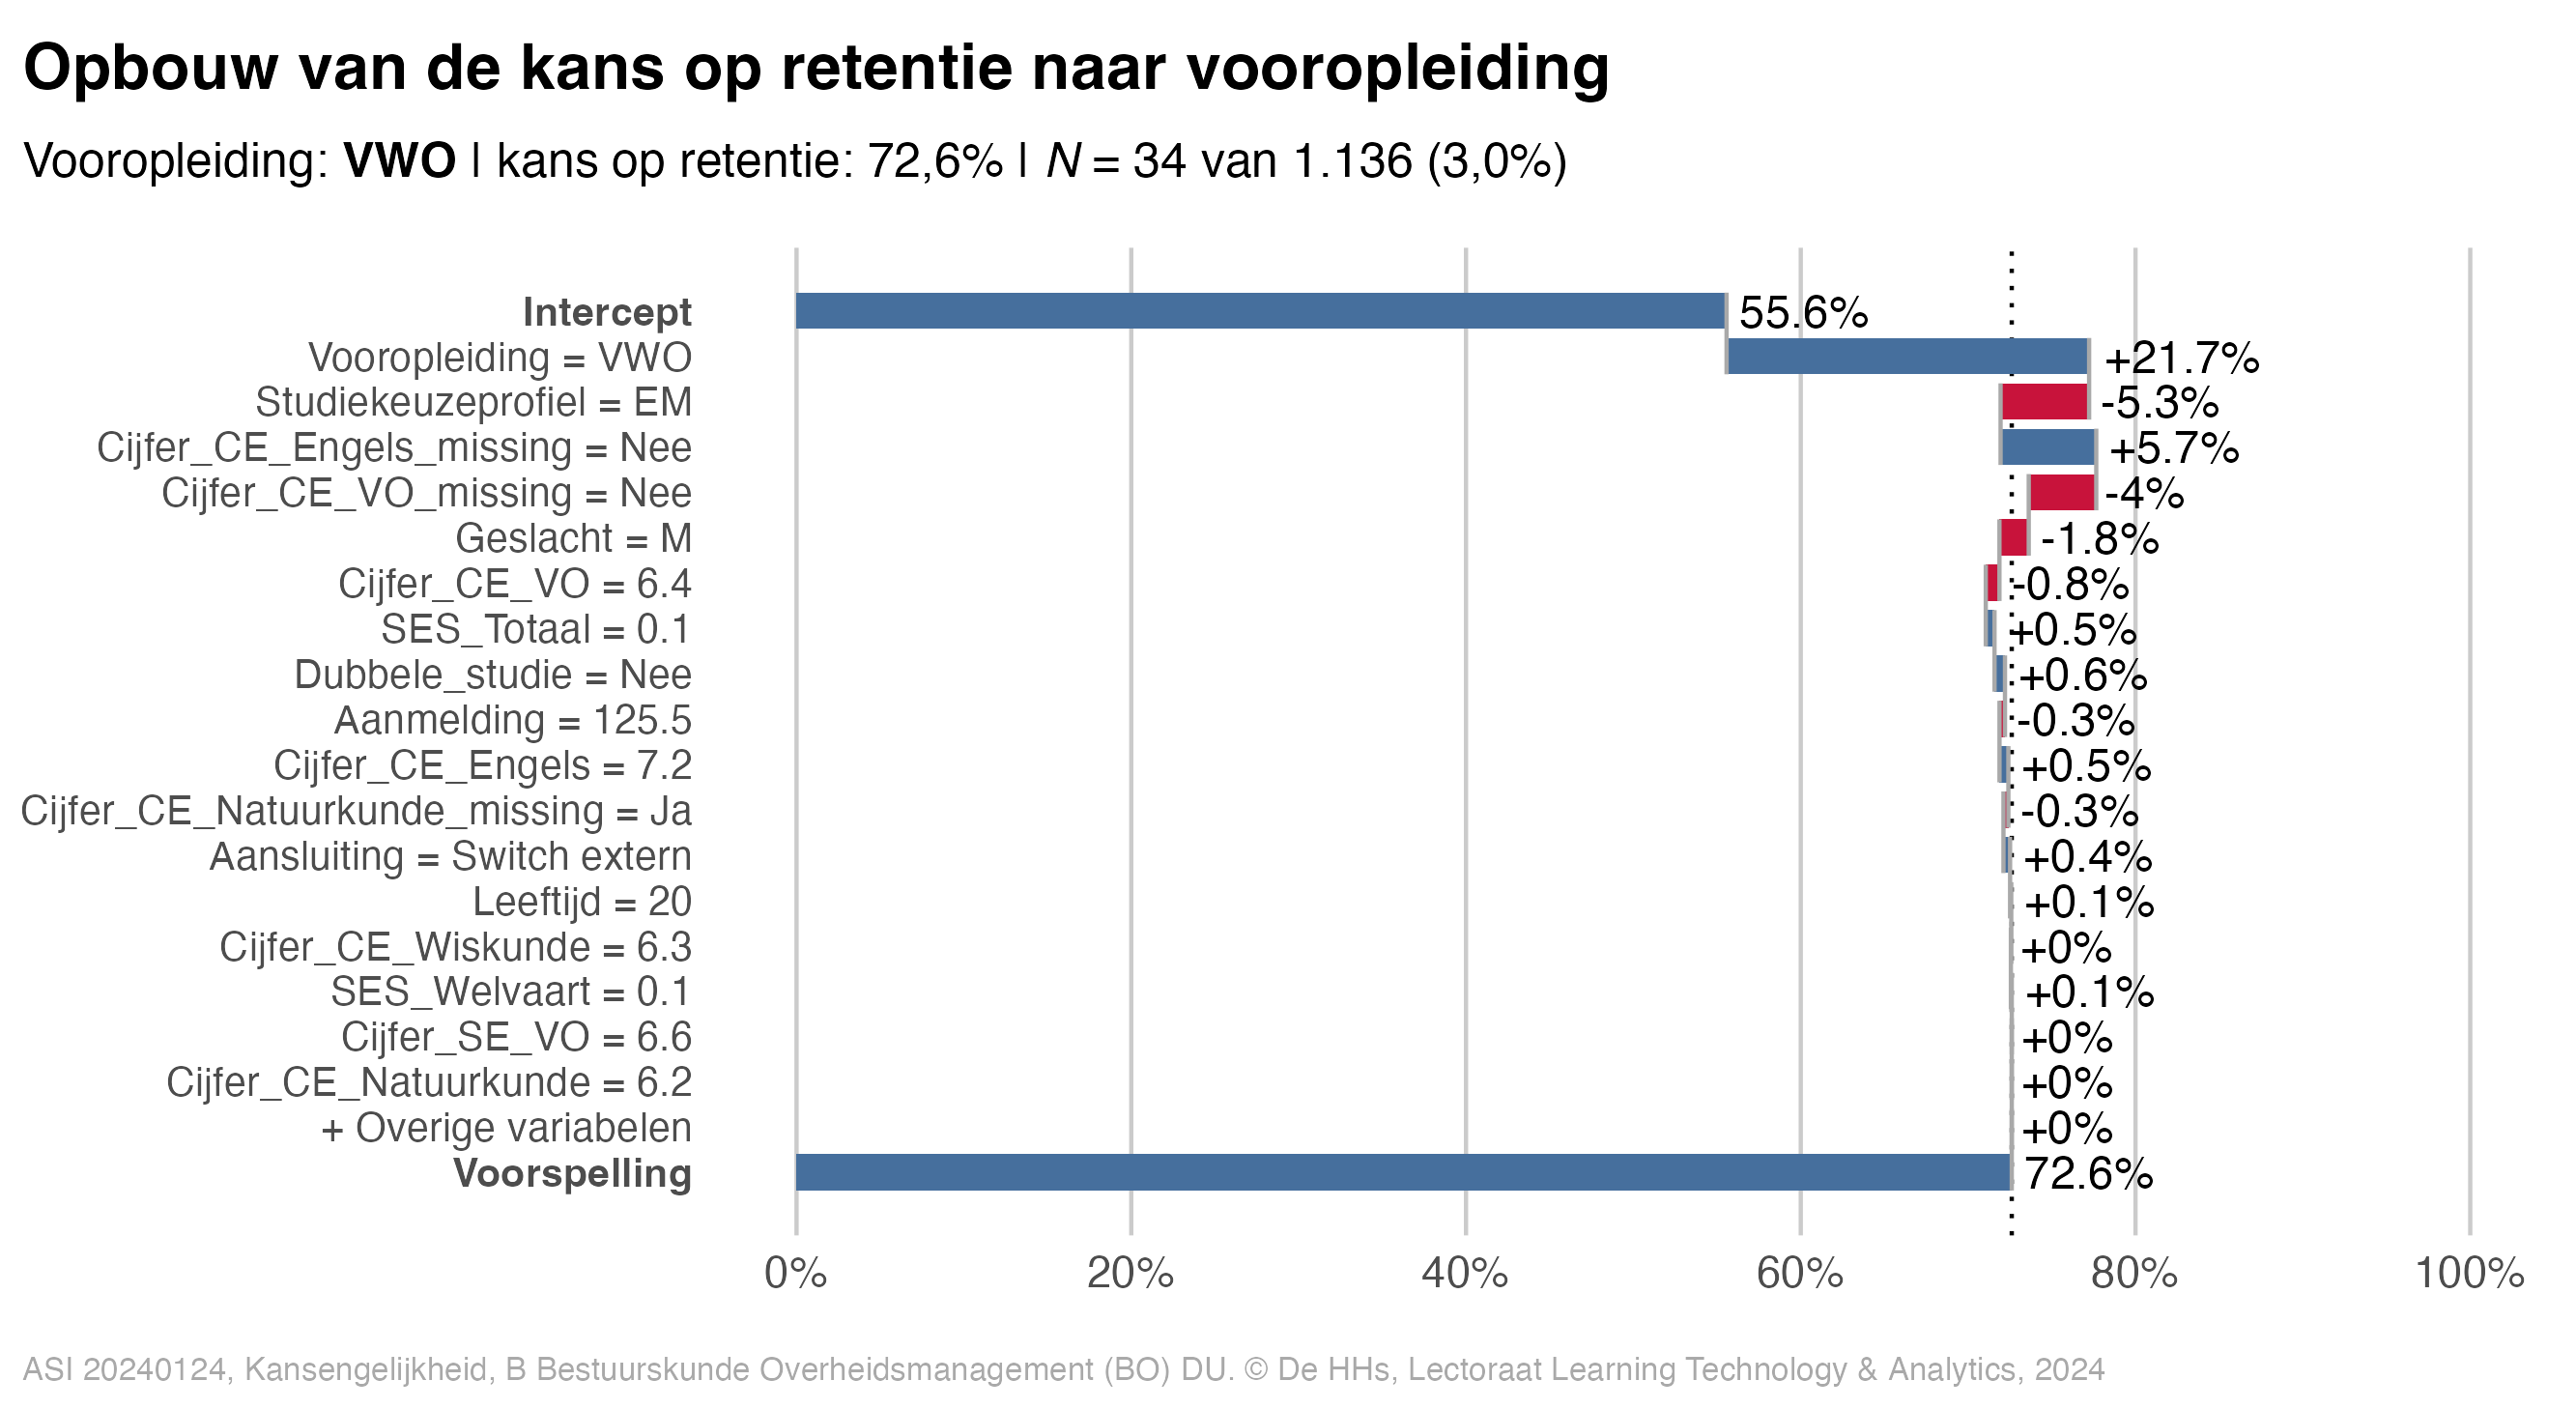 Opbouw van de kans op retentie naar vooropleiding
Vooropleiding: VWO | kans op retentie: 72,6% | N = 34 van 1.136 (3,0%)
Intercept 55.6%
Vooropleiding = VWO +21.7%
Studiekeuzeprofiel = EM -5.3%
Cijfer_CE_Engels_missing = Nee +5.7%
Cijfer_CE_VO_missing = Nee -4%
Geslacht = M -1.8%
Cijfer_CE_VO = 6.4 -0.8%
SES_Totaal = 0.1 +0.5%
Dubbele_studie = Nee +0.6%
Aanmelding = 125.5 -0.3%
Cijfer_CE_Engels = 7.2 +0.5%
Cijfer_CE_Natuurkunde_missing = Ja -0.3%
Aansluiting = Switch extern +0.4%
Leeftijd = 20 +0.1%
Cijfer_CE_Wiskunde = 6.3 +0%
SES_Welvaart = 0.1 +0.1%
Cijfer_SE_VO = 6.6 +0%
Cijfer_CE_Natuurkunde = 6.2 +0%
+ Overige variabelen +0%
Voorspelling 72.6%
0% 20% 40% 60% 80% 100%
ASI 20240124, Kansengelijkheid, B Bestuurskunde Overheidsmanagement (BO) DU. © De HHs, Lectoraat Learning Technology & Analytics, 2024